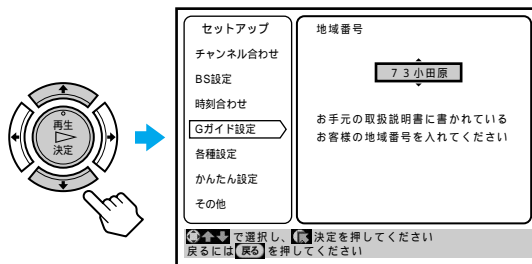 再生
決定
セットアップ
チャンネル合わせ
BS設定
時刻合わせ
Gガイド設定
各種設定
かんたん設定
その他
地域番号
73小田原
お手元の取扱説明書に書かれている
お客様の地域番号を入れてください
で選択し、 決定を押してください
戻るには 戻る を押してください